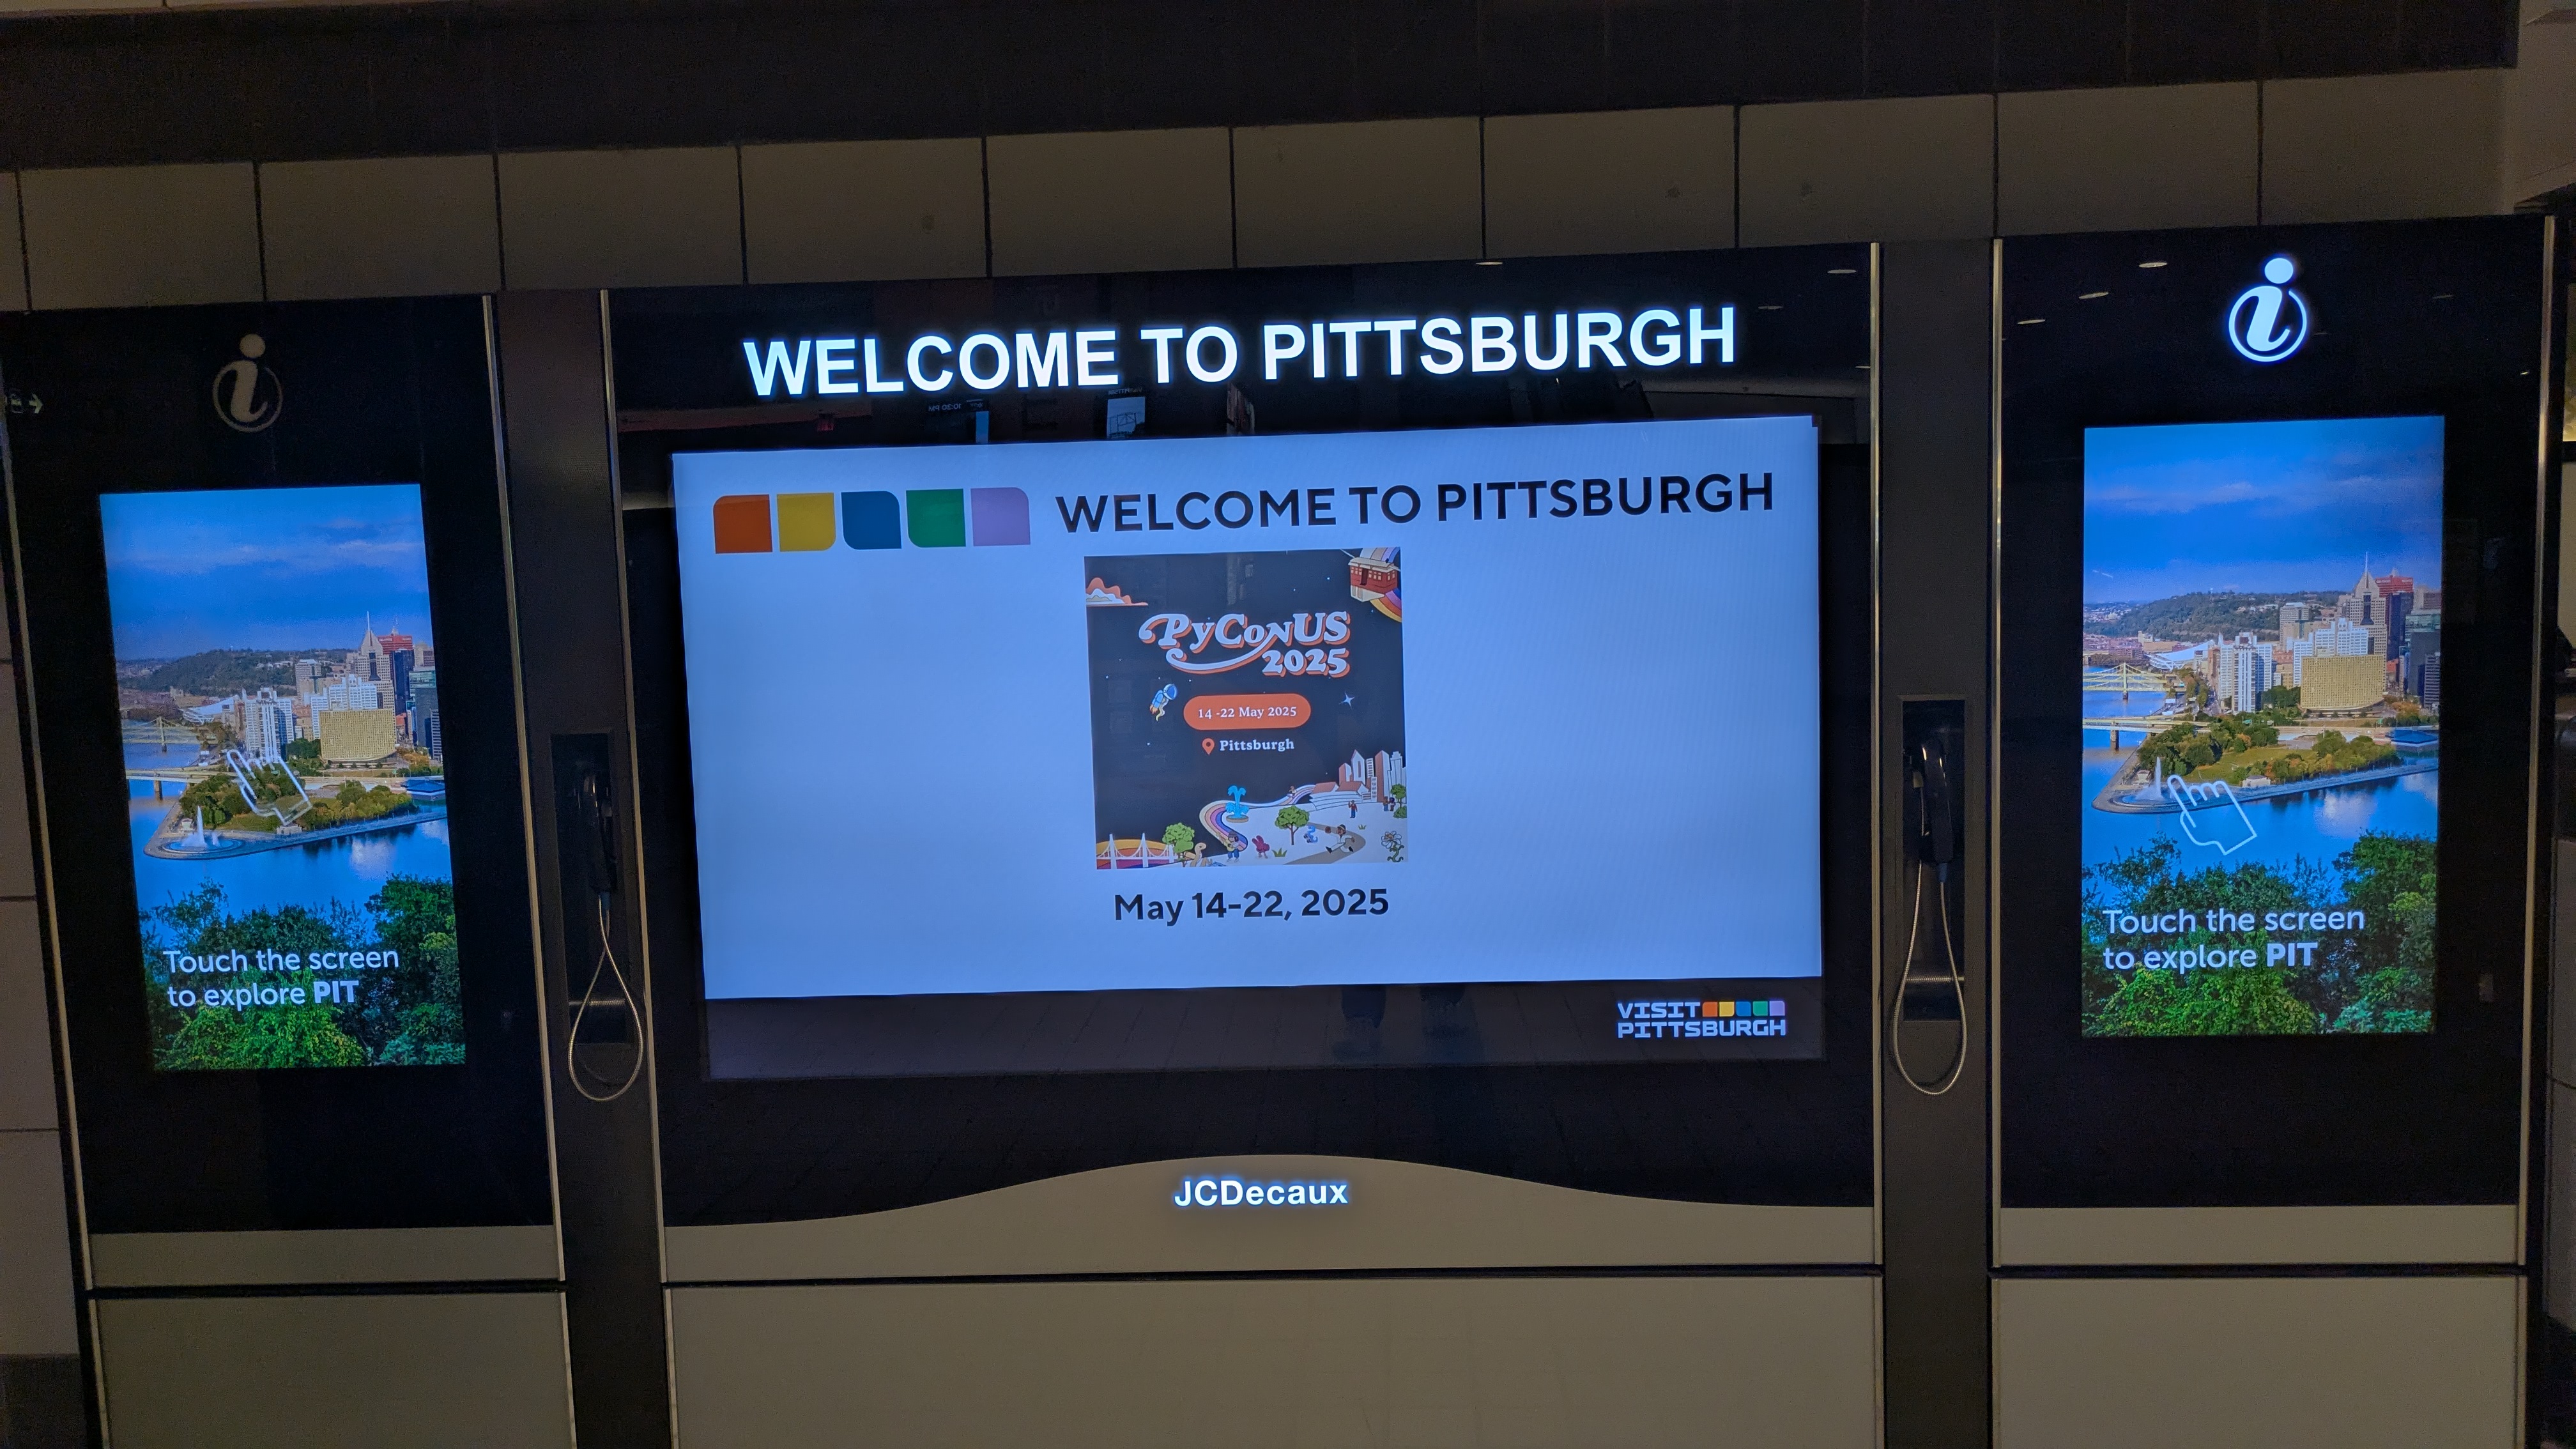 WELCOME TO PITTSBURGH
WELCOME TO PITTSBURGH
PyConUS
2025
14 -22 May 2025
Pittsburgh
May 14-22, 2025
VISIT
PITTSBURGH
JCDecaux
Touch the screen
to explore PIT
Touch the screen
to explore PIT